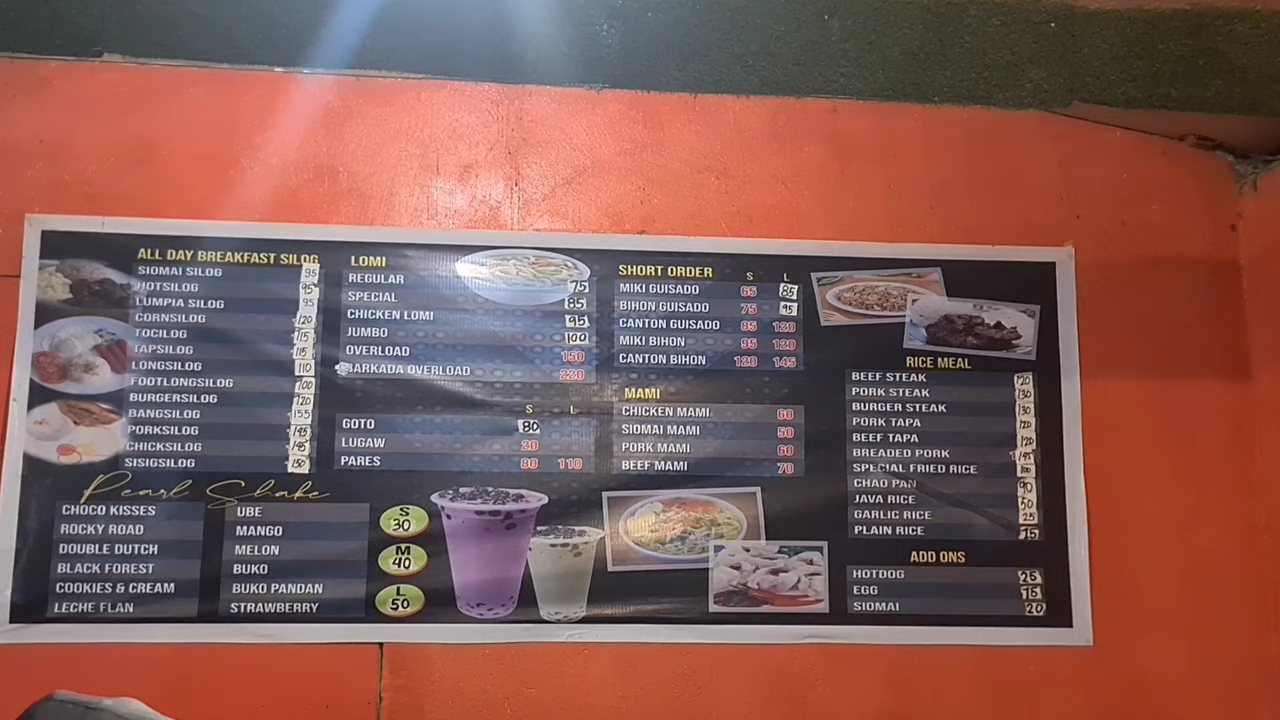 ALL DAY BREAKFAST SILOG
SIOMAI SILOG 95
HOTSILOG 95
LUMPIA SILOG 95
CORNSILOG 120
TOCILOG 115
TAPSILOG 115
LONGSILOG 110
FOOTLONGSILOG
BURGERSILOG 120
BANGSILOG 155
PORKSILOG
CHICKSILOG
SISIGSILOG 150
LOMI
REGULAR 75
SPECIAL 85
CHICKEN LOMI 95
JUMBO 100
OVERLOAD 150
BARKADA OVERLOAD 220
S L
GOTO 80
LUGAW 20
PARES 80 110
SHORT ORDER S L
MIKI GUISADO 65 85
BIHON GUISADO 75 95
CANTON GUISADO 85 120
MIKI BIHON 95 120
CANTON BIHON 120 145
MAMI
CHICKEN MAMI 60
SIOMAI MAMI 50
PORK MAMI 60
BEEF MAMI 70
RICE MEAL
BEEF STEAK 120
PORK STEAK 130
BURGER STEAK 130
PORK TAPA 120
BEEF TAPA 120
BREADED PORK
SPECIAL FRIED RICE 100
CHAO PAN 90
JAVA RICE 50
GARLIC RICE 25
PLAIN RICE 15
ADD ONS
HOTDOG 25
EGG 15
SIOMAI 20
Pearl Shake
CHOCO KISSES
ROCKY ROAD
DOUBLE DUTCH
BLACK FOREST
COOKIES & CREAM
LECHE FLAN
UBE
MANGO
MELON
BUKO
BUKO PANDAN
STRAWBERRY
S
30
M
40
L
50